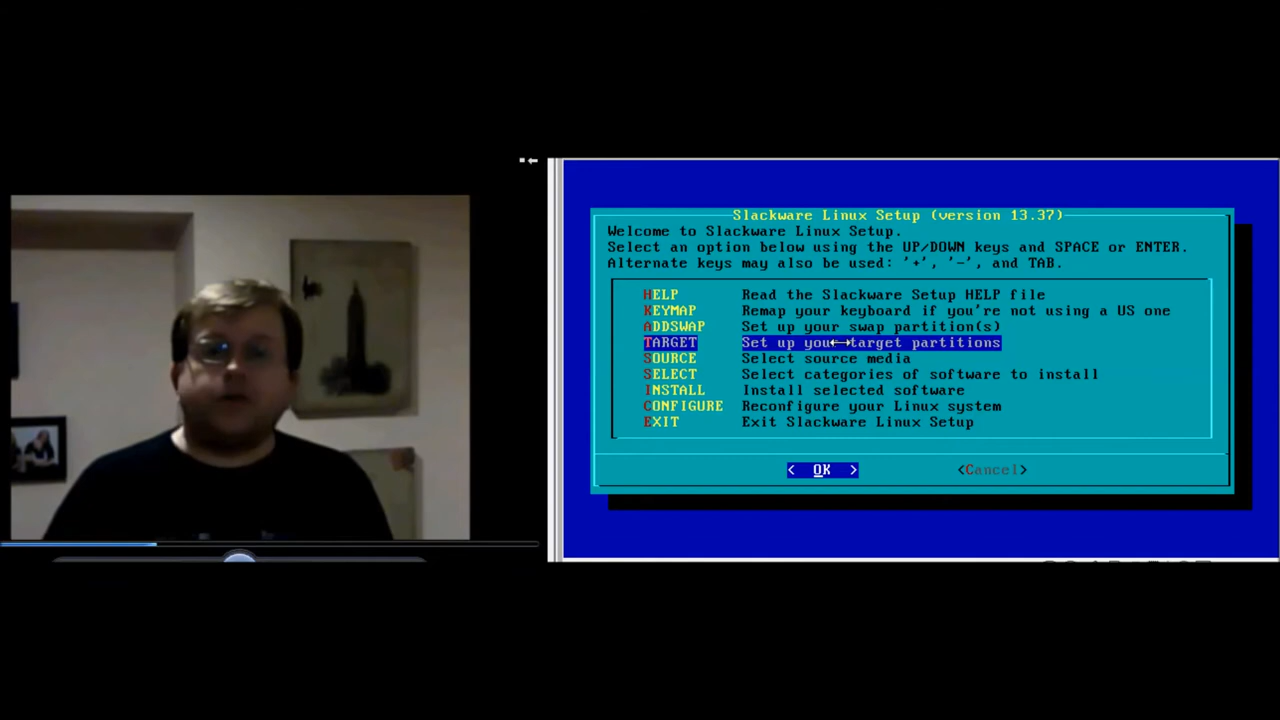 Slackware Linux Setup (version 13.37)
Welcome to Slackware Linux Setup.
Select an option below using the UP/DOWN keys and SPACE or ENTER.
Alternate keys may also be used: '+', '-', and TAB.
HELP Read the Slackware Setup HELP file
KEYMAP Remap your keyboard if you're not using a US one
ADDSWAP Set up your swap partition(s)
TARGET Set up your target partitions
SOURCE Select source media
SELECT Select categories of software to install
INSTALL Install selected software
CONFIGURE Reconfigure your Linux system
EXIT Exit Slackware Linux Setup
< OK > <Cancel>